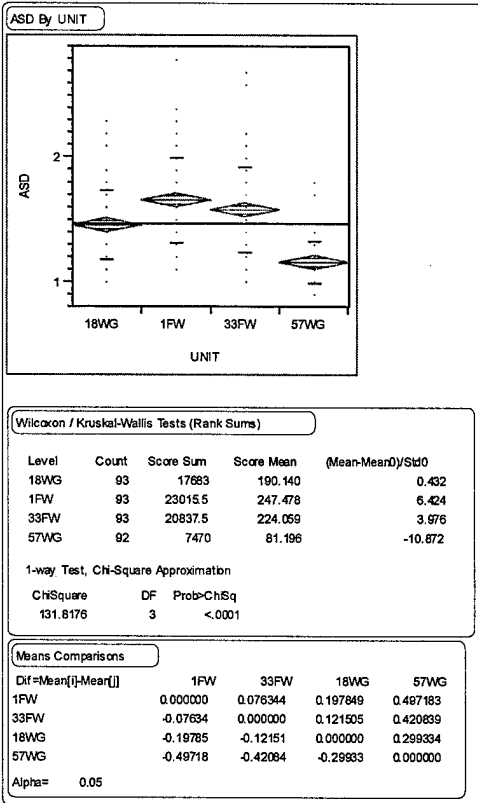 ASD By UNIT
ASD
2
1
18WG 1FW 33FW 57WG
UNIT
Wilcoxon / Kruskal-Wallis Tests (Rank Sums)
Level Count Score Sum Score Mean (Mean-Mean0)/Std0
18WG 93 17683 190.140 0.432
1FW 93 23015.5 247.478 6.424
33FW 93 20837.5 224.059 3.976
57WG 92 7470 81.196 -10.872
1-way Test, Chi-Square Approximation
ChiSquare DF Prob>ChiSq
131.8176 3 <.0001
Means Comparisons
Dif=Mean[i]-Mean[j] 1FW 33FW 18WG 57WG
1FW 0.000000 0.076344 0.197849 0.497183
33FW -0.07634 0.000000 0.121505 0.420839
18WG -0.19785 -0.12151 0.000000 0.299334
57WG -0.49718 -0.42084 -0.29933 0.000000
Alpha= 0.05